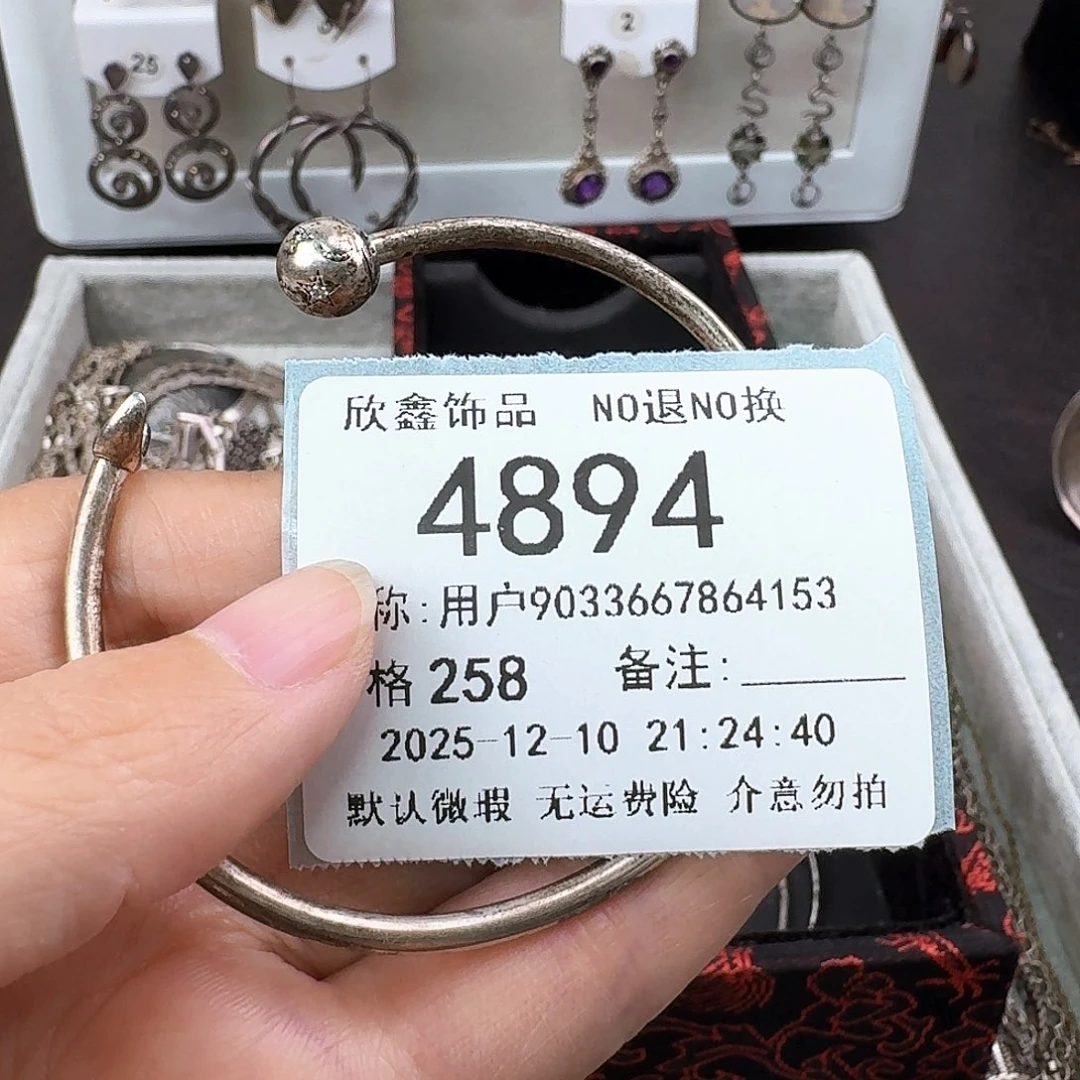 25
2
欣鑫饰品 NO退NO换
4894
称:用户9033667864153
格 258 备注:
2025-12-10 21:24:40
默认微瑕 无运费险 介意勿拍